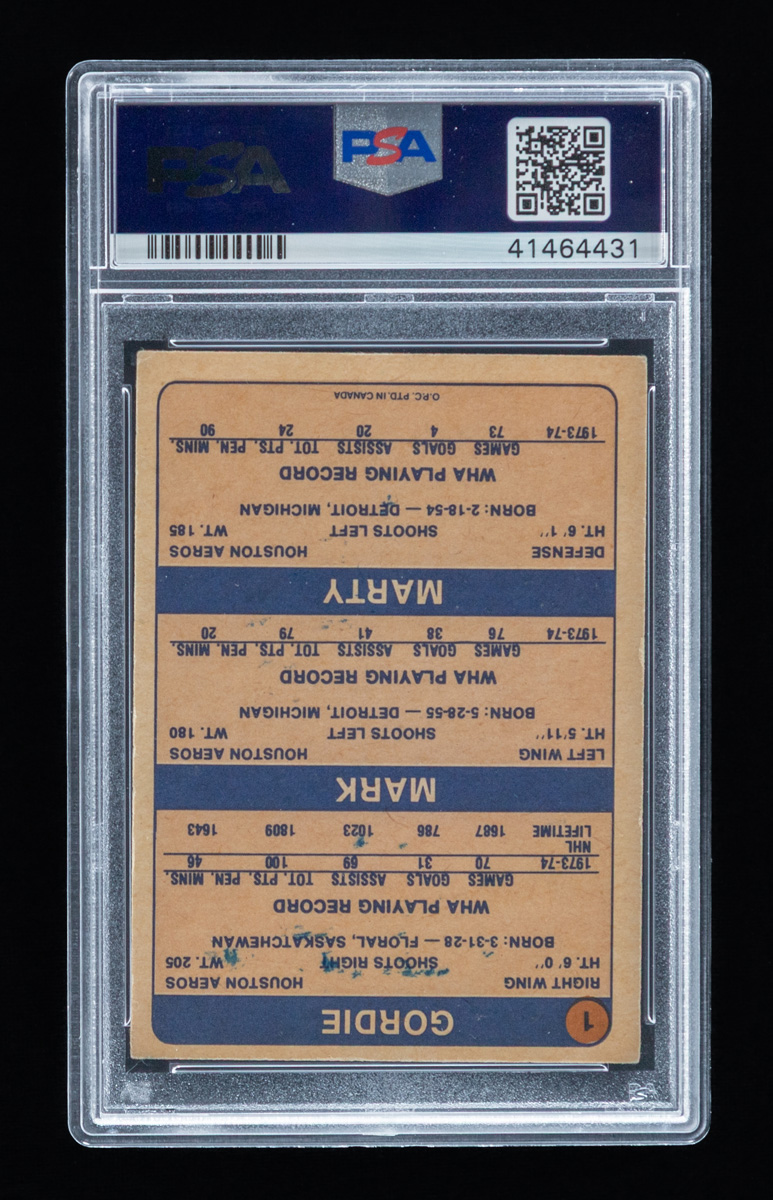 PSA
PSA
41464431
1
GORDIE
RIGHT WING HOUSTON AEROS
HT. 6'0" SHOOTS RIGHT WT. 205
BORN: 3-31-28 — FLORAL, SASKATCHEWAN
WHA PLAYING RECORD
GAMES GOALS ASSISTS TOT. PTS. PEN. MINS.
1973-74 70 31 69 100 46
NHL
LIFETIME 1687 786 1023 1809 1643
MARK
LEFT WING HOUSTON AEROS
HT. 5'11" SHOOTS LEFT WT. 180
BORN: 5-28-55 — DETROIT, MICHIGAN
WHA PLAYING RECORD
GAMES GOALS ASSISTS TOT. PTS. PEN. MINS.
1973-74 76 38 41 79 20
MARTY
DEFENSE HOUSTON AEROS
HT. 6'1" SHOOTS LEFT WT. 185
BORN: 2-18-54 — DETROIT, MICHIGAN
WHA PLAYING RECORD
GAMES GOALS ASSISTS TOT. PTS. PEN. MINS.
1973-74 73 4 20 24 90
O.P.C. PTD. IN CANADA
PSA